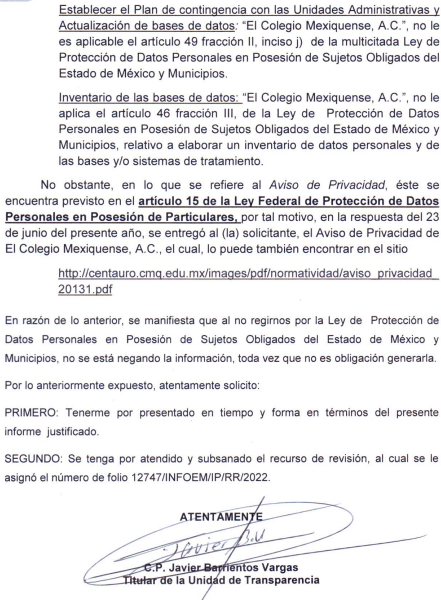 Establecer el Plan de contingencia con las Unidades Administrativas y
Actualización de bases de datos: “El Colegio Mexiquense, A.C.”, no le
es aplicable el artículo 49 fracción II, inciso j) de la multicitada Ley de
Protección de Datos Personales en Posesión de Sujetos Obligados del
Estado de México y Municipios.
Inventario de las bases de datos: “El Colegio Mexiquense, A.C.”, no le
aplica el artículo 46 fracción III, de la Ley de Protección de Datos
Personales en Posesión de Sujetos Obligados del Estado de México y
Municipios, relativo a elaborar un inventario de datos personales y de
las bases y/o sistemas de tratamiento.
No obstante, en lo que se refiere al Aviso de Privacidad, éste se
encuentra previsto en el artículo 15 de la Ley Federal de Protección de Datos
Personales en Posesión de Particulares, por tal motivo, en la respuesta del 23
de junio del presente año, se entregó al (la) solicitante, el Aviso de Privacidad de
El Colegio Mexiquense, A.C., el cual, lo puede también encontrar en el sitio
http://centauro.cmq.edu.mx/images/pdf/normatividad/aviso_privacidad_
20131.pdf
En razón de lo anterior, se manifiesta que al no regirnos por la Ley de Protección de
Datos Personales en Posesión de Sujetos Obligados del Estado de México y
Municipios, no se está negando la información, toda vez que no es obligación generarla.
Por lo anteriormente expuesto, atentamente solicito:
PRIMERO: Tenerme por presentado en tiempo y forma en términos del presente
informe justificado.
SEGUNDO: Se tenga por atendido y subsanado el recurso de revisión, al cual se le
asignó el número de folio 12747/INFOEM/IP/RR/2022.
ATENTAMENTE
Javier B.V
C.P. Javier Barrientos Vargas
Titular de la Unidad de Transparencia